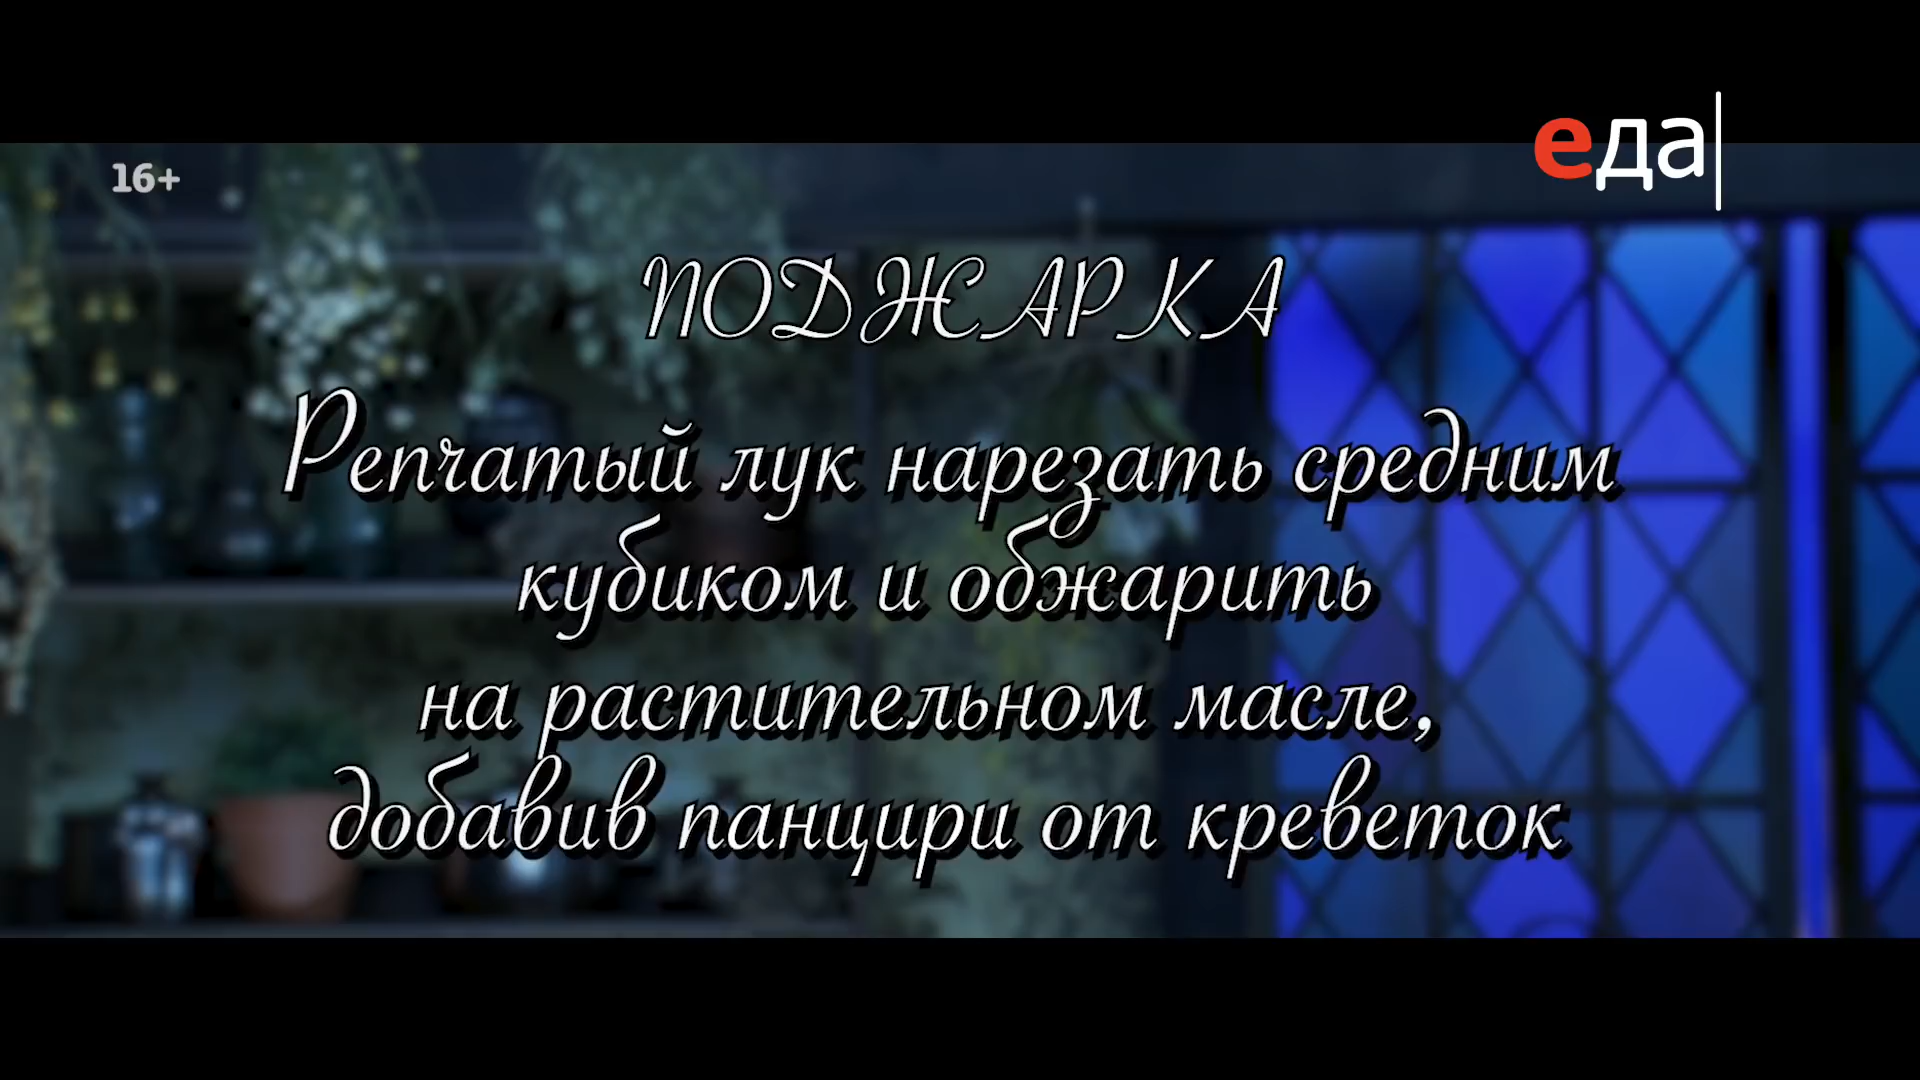 еда
16+
ПОДЖАРКА
Репчатый лук нарезать средним
кубиком и обжарить
на растительном масле,
добавив панцири от креветок